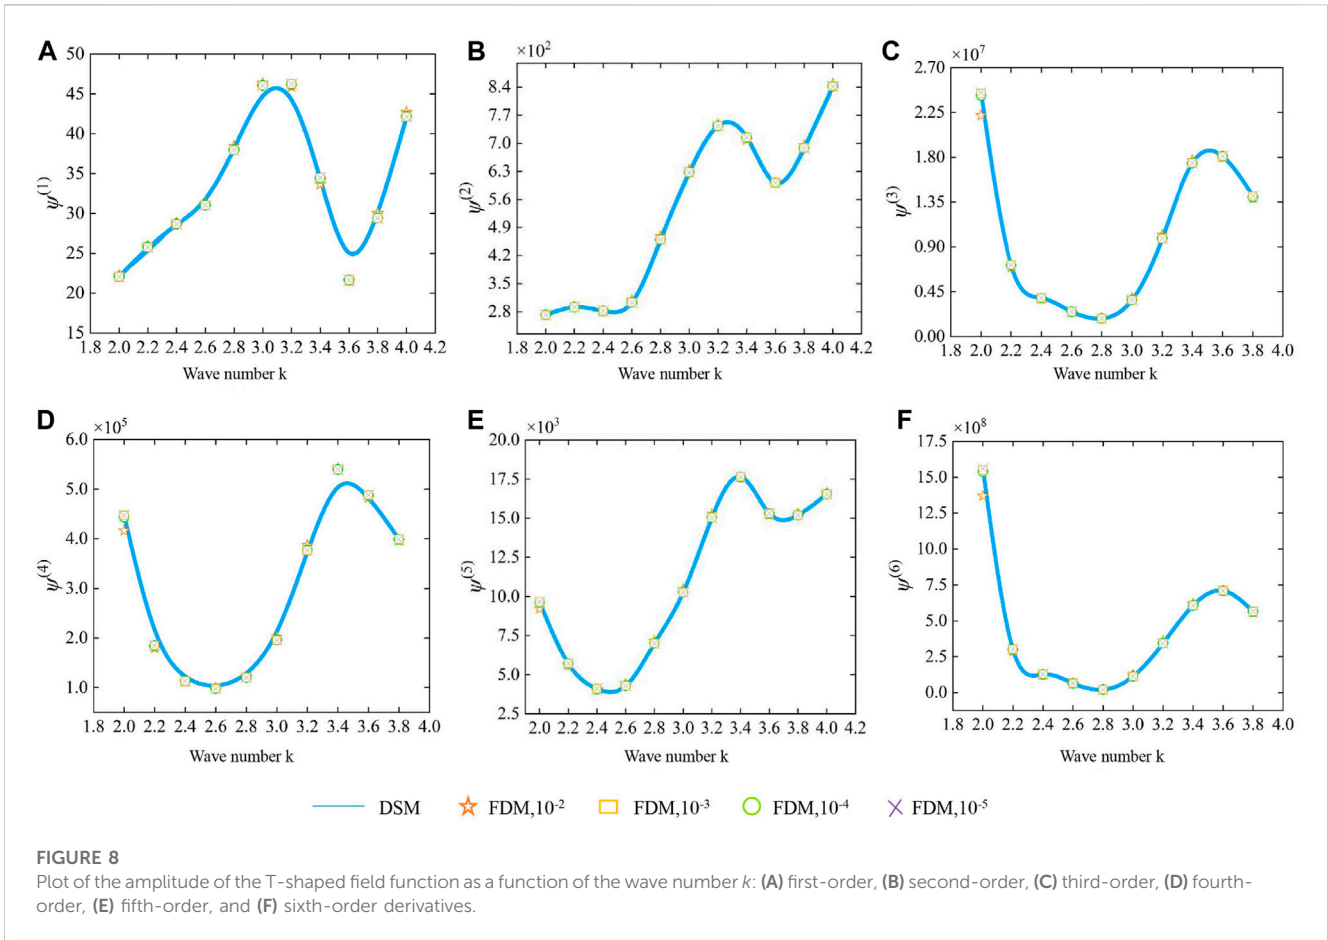 A
50
45
40
35
30
25
20
15
ψ(1)
1.8 2.0 2.2 2.4 2.6 2.8 3.0 3.2 3.4 3.6 3.8 4.0 4.2
Wave number k
B
×10²
8.4
7.7
7.0
6.3
5.6
4.9
4.2
3.5
2.8
ψ(2)
1.8 2.0 2.2 2.4 2.6 2.8 3.0 3.2 3.4 3.6 3.8 4.0 4.2
Wave number k
C
×10⁷
2.70
2.25
1.80
1.35
0.90
0.45
0.00
ψ(3)
1.8 2.0 2.2 2.4 2.6 2.8 3.0 3.2 3.4 3.6 3.8 4.0
Wave number k
D
×10⁵
6.0
5.0
4.0
3.0
2.0
1.0
ψ(4)
1.8 2.0 2.2 2.4 2.6 2.8 3.0 3.2 3.4 3.6 3.8 4.0
Wave number k
E
×10³
20.0
17.5
15.0
12.5
10.0
7.5
5.0
2.5
ψ(5)
2.0 2.2 2.4 2.6 2.8 3.0 3.2 3.4 3.6 3.8 4.0 4.2
Wave number k
F
×10⁸
17.5
15.0
12.5
10.0
7.5
5.0
2.5
0.0
ψ(6)
1.8 2.0 2.2 2.4 2.6 2.8 3.0 3.2 3.4 3.6 3.8 4.0
Wave number k
DSM FDM,10⁻² FDM,10⁻³ FDM,10⁻⁴ FDM,10⁻⁵
FIGURE 8
Plot of the amplitude of the T-shaped field function as a function of the wave number k: (A) first-order, (B) second-order, (C) third-order, (D) fourth-
order, (E) fifth-order, and (F) sixth-order derivatives.